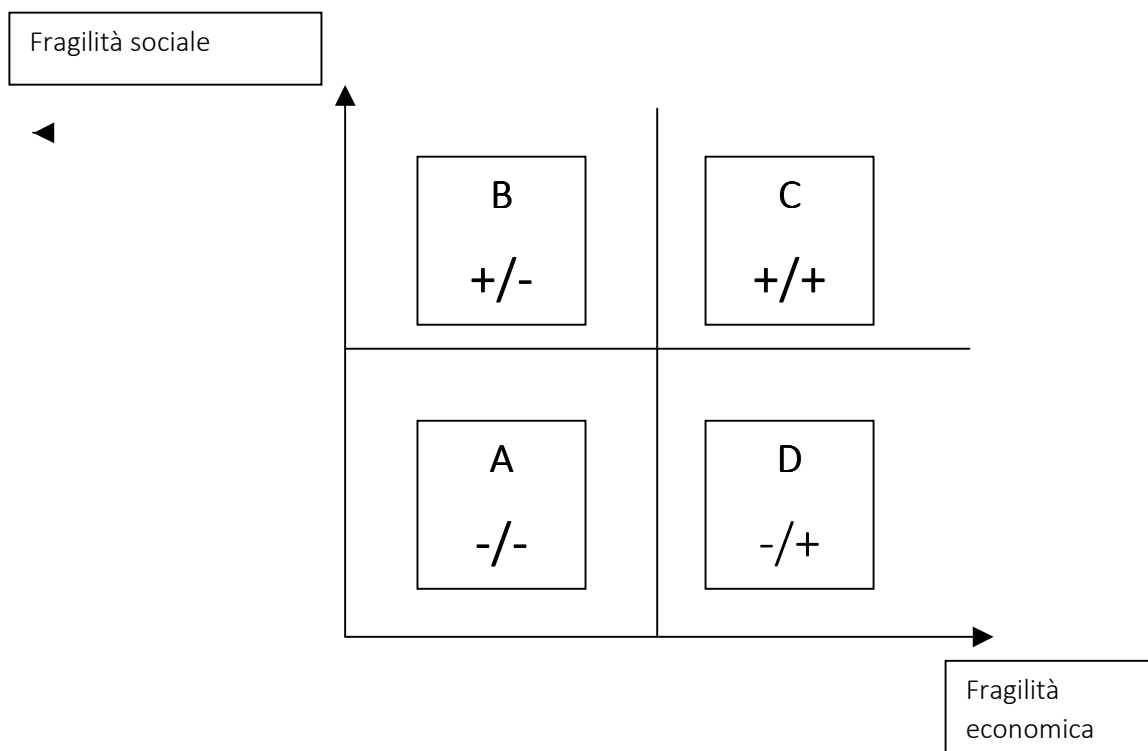 Fragilità sociale
B
C
+/-
+/+
A
D
-/-
-/+
Fragilità
economica